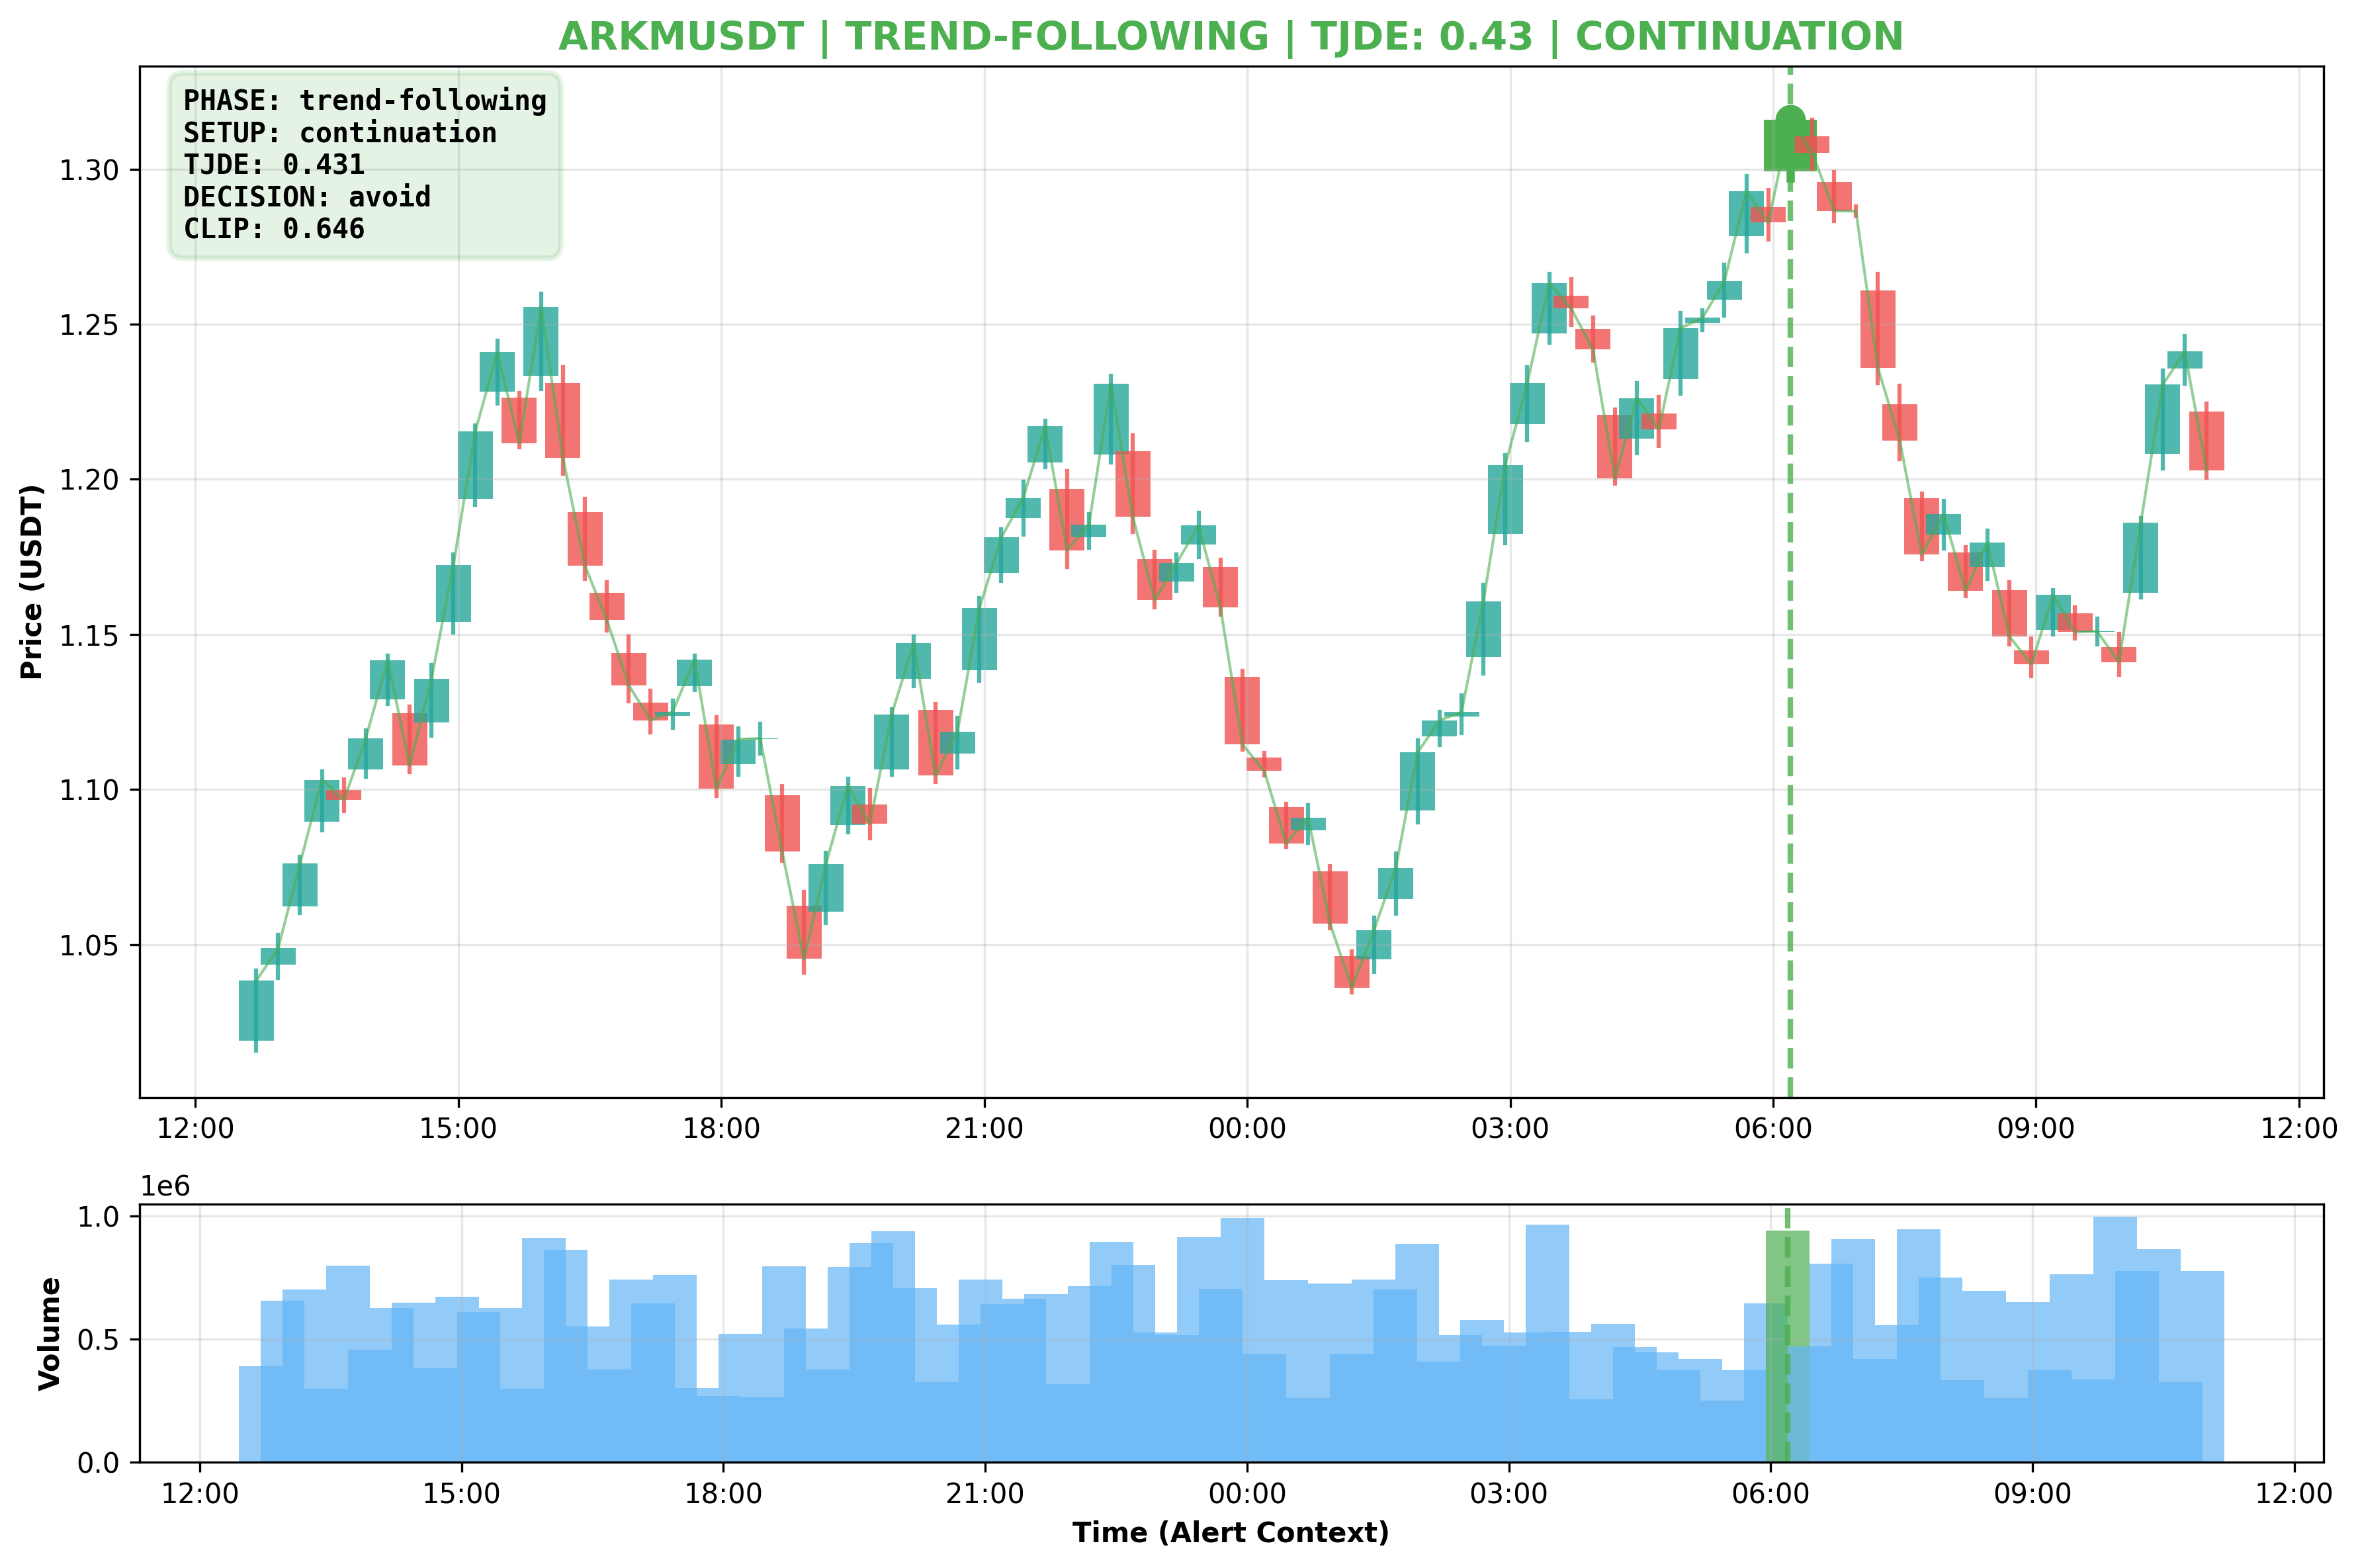 ARKMUSDT | TREND-FOLLOWING | TJDE: 0.43 | CONTINUATION
PHASE: trend-following
SETUP: continuation
TJDE: 0.431
DECISION: avoid
CLIP: 0.646
Price (USDT)
1.30
1.25
1.20
1.15
1.10
1.05
12:00 15:00 18:00 21:00 00:00 03:00 06:00 09:00 12:00
1e6
Volume
1.0
0.5
0.0
12:00 15:00 18:00 21:00 00:00 03:00 06:00 09:00 12:00
Time (Alert Context)